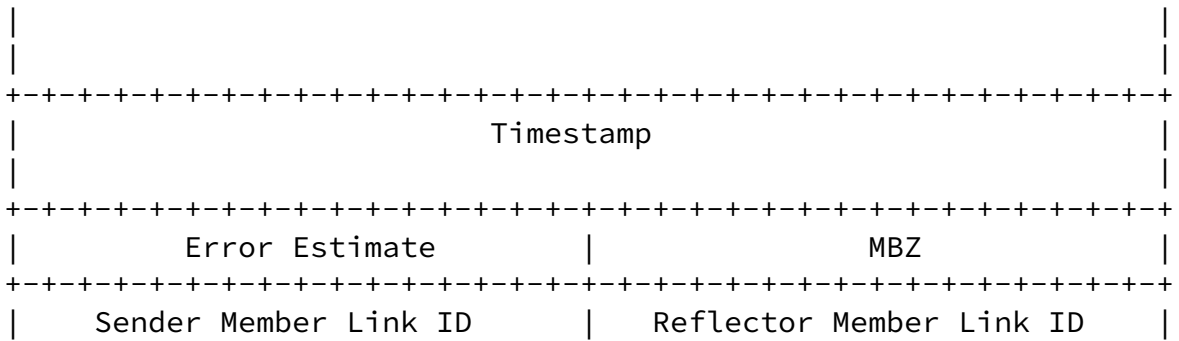 |                                                               |
|                                                               |
+-+-+-+-+-+-+-+-+-+-+-+-+-+-+-+-+-+-+-+-+-+-+-+-+-+-+-+-+-+-+-+-+
|                          Timestamp                            |
|                                                               |
+-+-+-+-+-+-+-+-+-+-+-+-+-+-+-+-+-+-+-+-+-+-+-+-+-+-+-+-+-+-+-+-+
|         Error Estimate        |              MBZ              |
+-+-+-+-+-+-+-+-+-+-+-+-+-+-+-+-+-+-+-+-+-+-+-+-+-+-+-+-+-+-+-+-+
|    Sender Member Link ID      |   Reflector Member Link ID    |